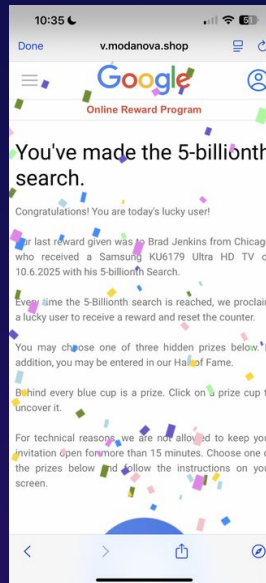 10:35
Done v.modanova.shop
Google
Online Reward Program
You've made the 5-billionth
search.
Congratulations! You are today's lucky user!
Our last reward given was to Brad Jenkins from Chicago
who received a Samsung KU6179 Ultra HD TV o
10.6.2025 with his 5-billionth Search.
Every time the 5-Billionth search is reached, we proclaim
a lucky user to receive a reward and reset the counter.
You may choose one of three hidden prizes below. I
addition, you may be entered in our Hall of Fame.
Behind every blue cup is a prize. Click on a prize cup t
uncover it.
For technical reasons, we are not allowed to keep you
invitation open for more than 15 minutes. Choose one o
the prizes below and follow the instructions on you
screen.